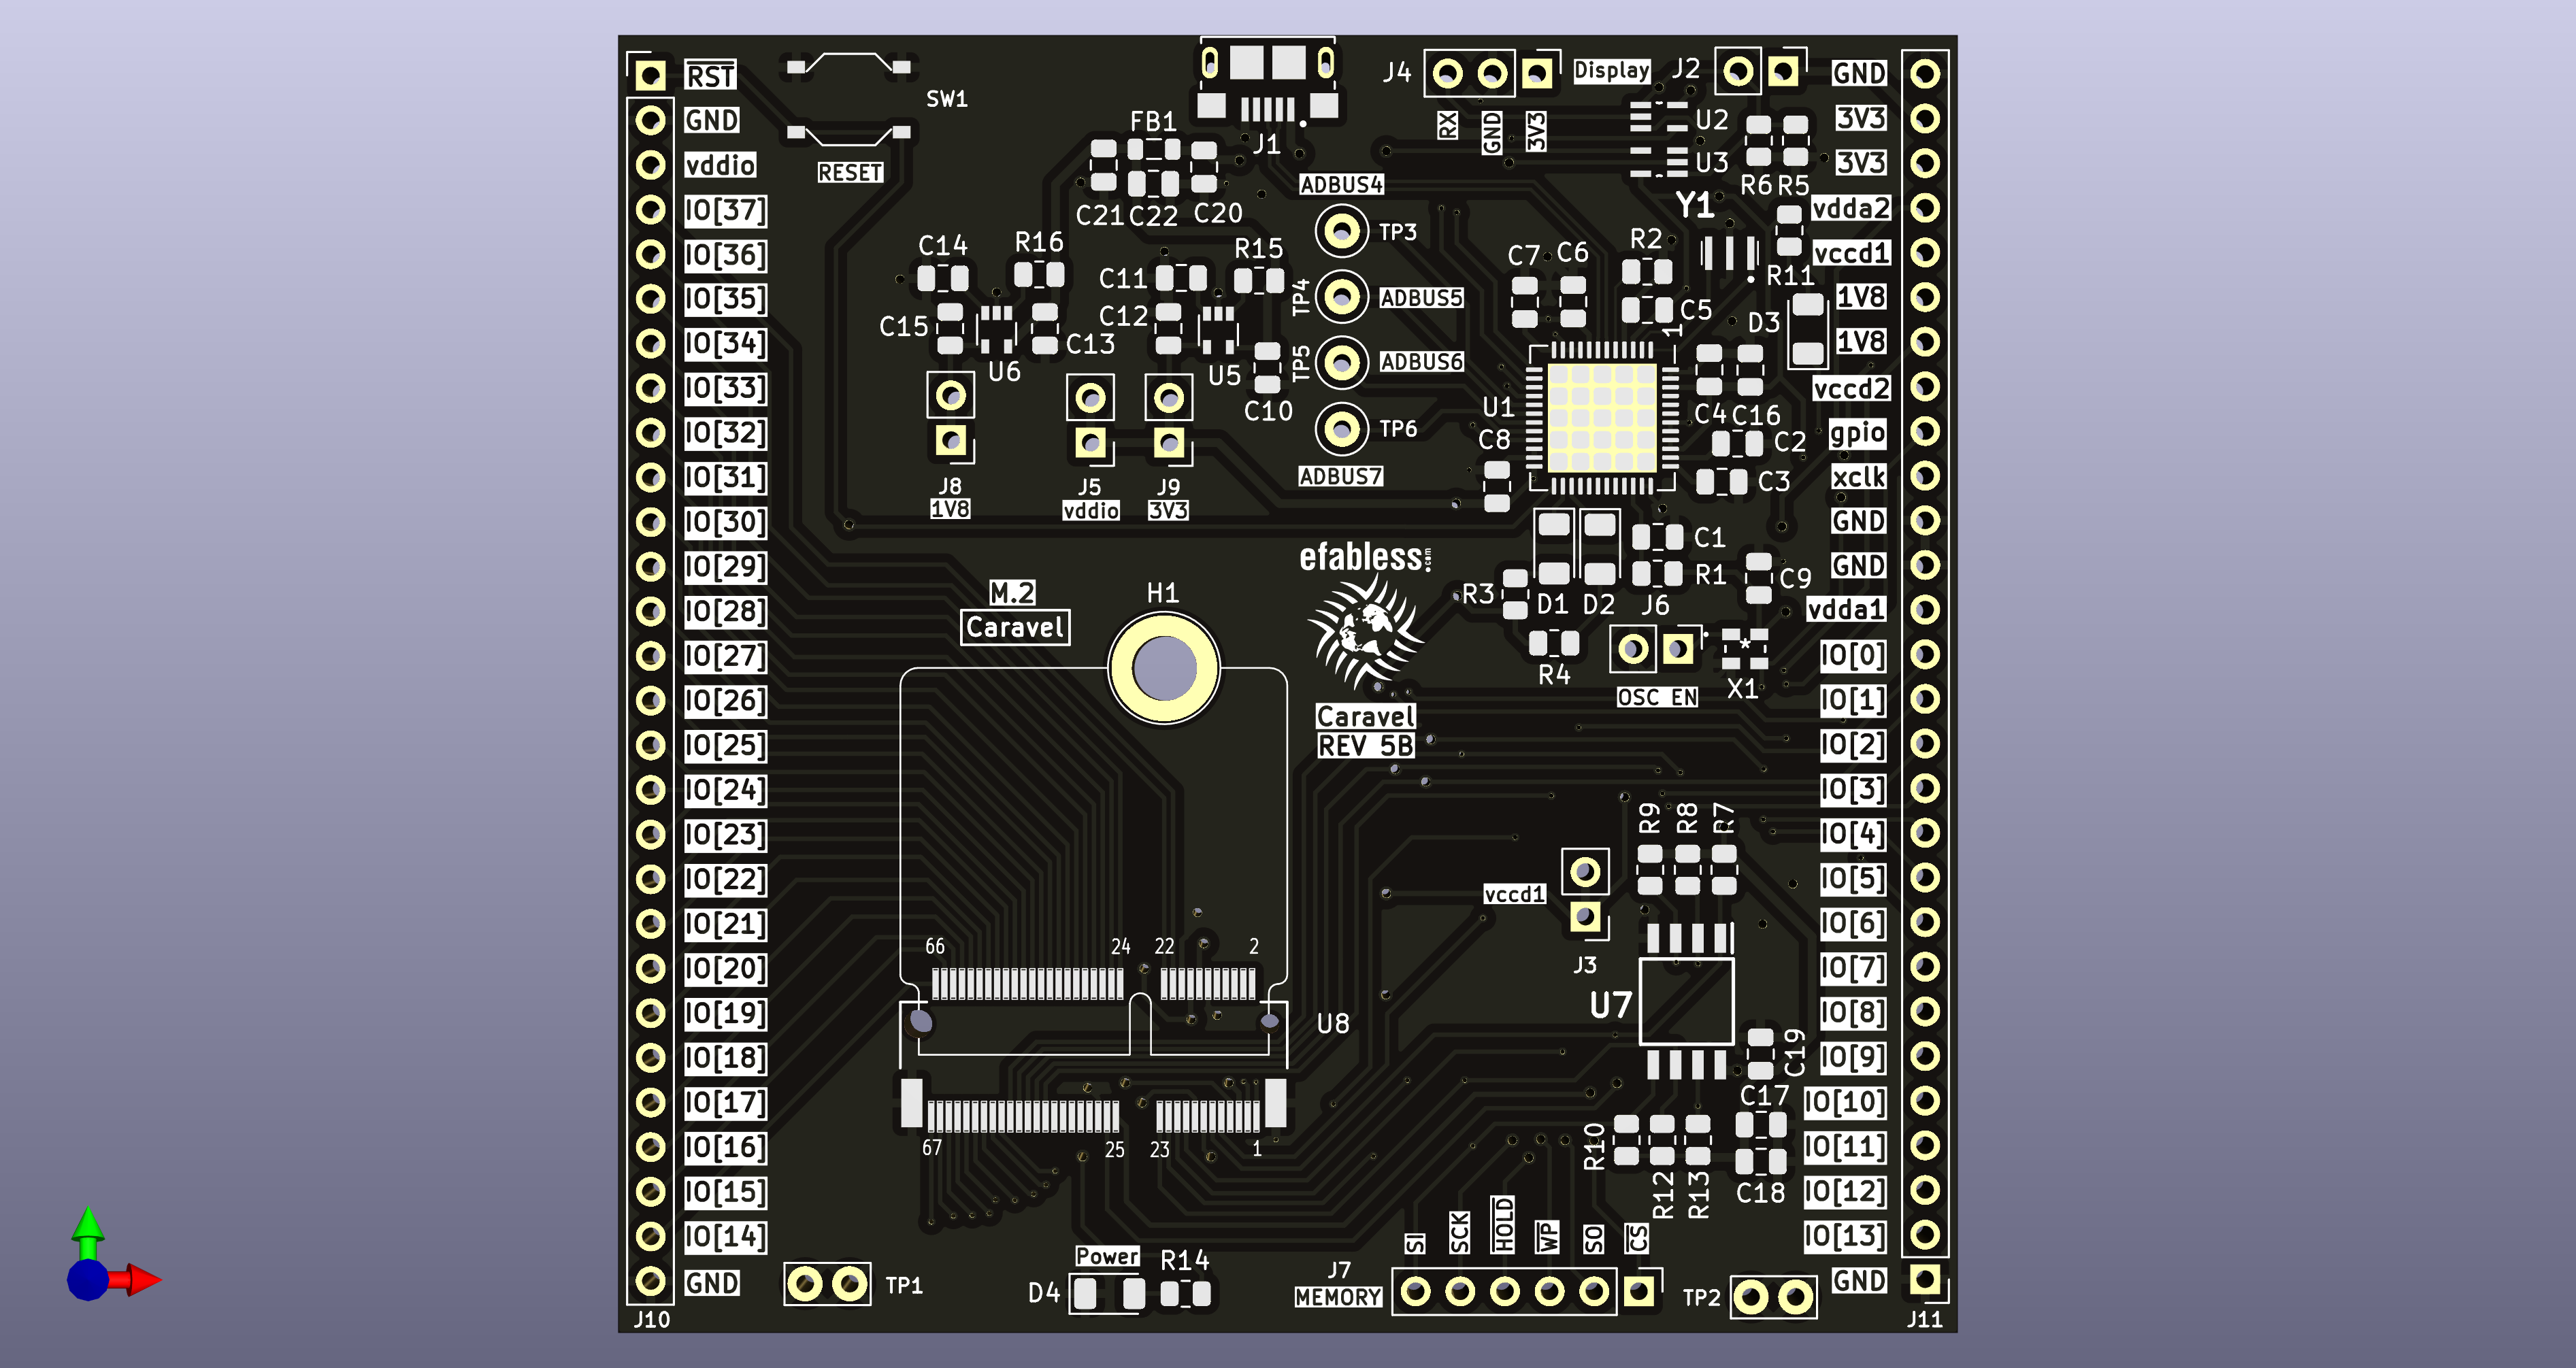 RST
GND
vddio
IO[37]
IO[36]
IO[35]
IO[34]
IO[33]
IO[32]
IO[31]
IO[30]
IO[29]
IO[28]
IO[27]
IO[26]
IO[25]
IO[24]
IO[23]
IO[22]
IO[21]
IO[20]
IO[19]
IO[18]
IO[17]
IO[16]
IO[15]
IO[14]
GND
J10
SW1
RESET
FB1
J1
C21 C22 C20
C14
R16
C11
R15
C15
C12
C13
U6
U5
C10
J8
1V8
J5
vddio
J9
3V3
ADBUS4
TP3
TP4
ADBUS5
TP5
ADBUS6
TP6
ADBUS7
J4
RX
GND
3V3
Display
J2
U2
U3
R6 R5
Y1
R11
C7 C6
R2
C5
1
D3
U1
C8
C4 C16
C2
C3
C1
R1
C9
R3
D1 D2 J6
R4
OSC EN
*
X1
efabless.com
Caravel
REV 5B
M.2
Caravel
H1
66
24
22
2
U8
67
25
23
1
R9
R8
R7
vccd1
J3
U7
C19
C17
C18
R10
R12
R13
SI
SCK
HOLD
WP
SO
CS
J7
MEMORY
TP1
Power
D4
R14
TP2
GND
3V3
3V3
vdda2
vccd1
1V8
1V8
vccd2
gpio
xclk
GND
GND
vdda1
IO[0]
IO[1]
IO[2]
IO[3]
IO[4]
IO[5]
IO[6]
IO[7]
IO[8]
IO[9]
IO[10]
IO[11]
IO[12]
IO[13]
GND
J11